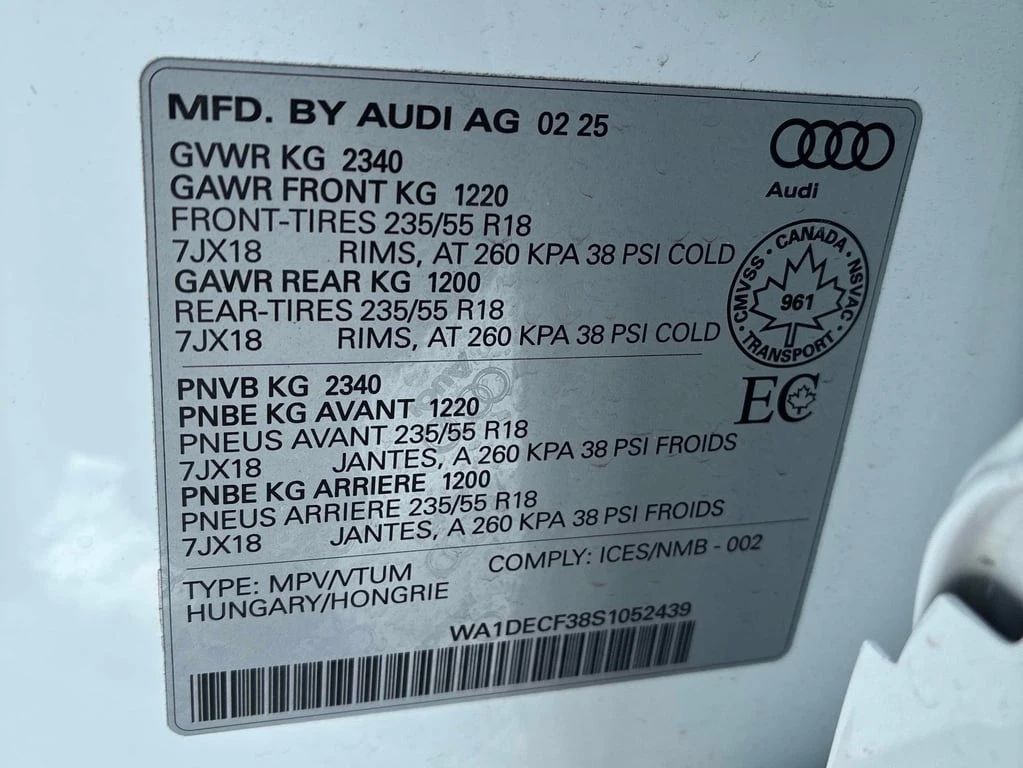 MFD. BY AUDI AG 02 25
Audi
GVWR KG 2340
GAWR FRONT KG 1220
FRONT-TIRES 235/55 R18
7JX18 RIMS, AT 260 KPA 38 PSI COLD
GAWR REAR KG 1200
REAR-TIRES 235/55 R18
7JX18 RIMS, AT 260 KPA 38 PSI COLD
CMVSS · CANADA · NSVAC · TRANSPORT ·
961
PNVB KG 2340
PNBE KG AVANT 1220
PNEUS AVANT 235/55 R18
7JX18 JANTES, A 260 KPA 38 PSI FROIDS
PNBE KG ARRIERE 1200
PNEUS ARRIERE 235/55 R18
7JX18 JANTES, A 260 KPA 38 PSI FROIDS
EC
TYPE: MPV/VTUM COMPLY: ICES/NMB - 002
HUNGARY/HONGRIE
WA1DECF38S1052439